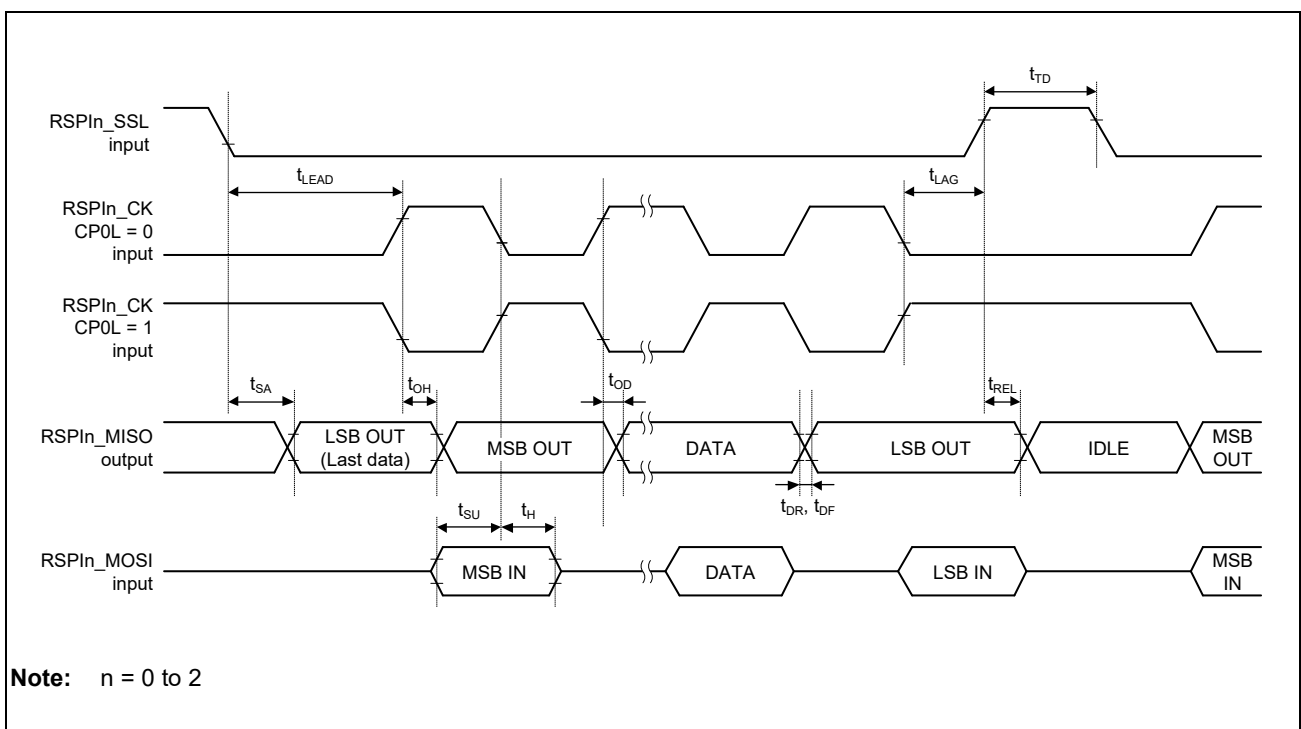 tTD
RSPIn_SSL
input
tLEAD
tLAG
RSPIn_CK
CP0L = 0
input
RSPIn_CK
CP0L = 1
input
tSA
tOH
tOD
tREL
RSPIn_MISO
output
LSB OUT
(Last data)
MSB OUT
DATA
LSB OUT
IDLE
MSB
OUT
tDR, tDF
tSU
tH
RSPIn_MOSI
input
MSB IN
DATA
LSB IN
MSB
IN
Note: n = 0 to 2